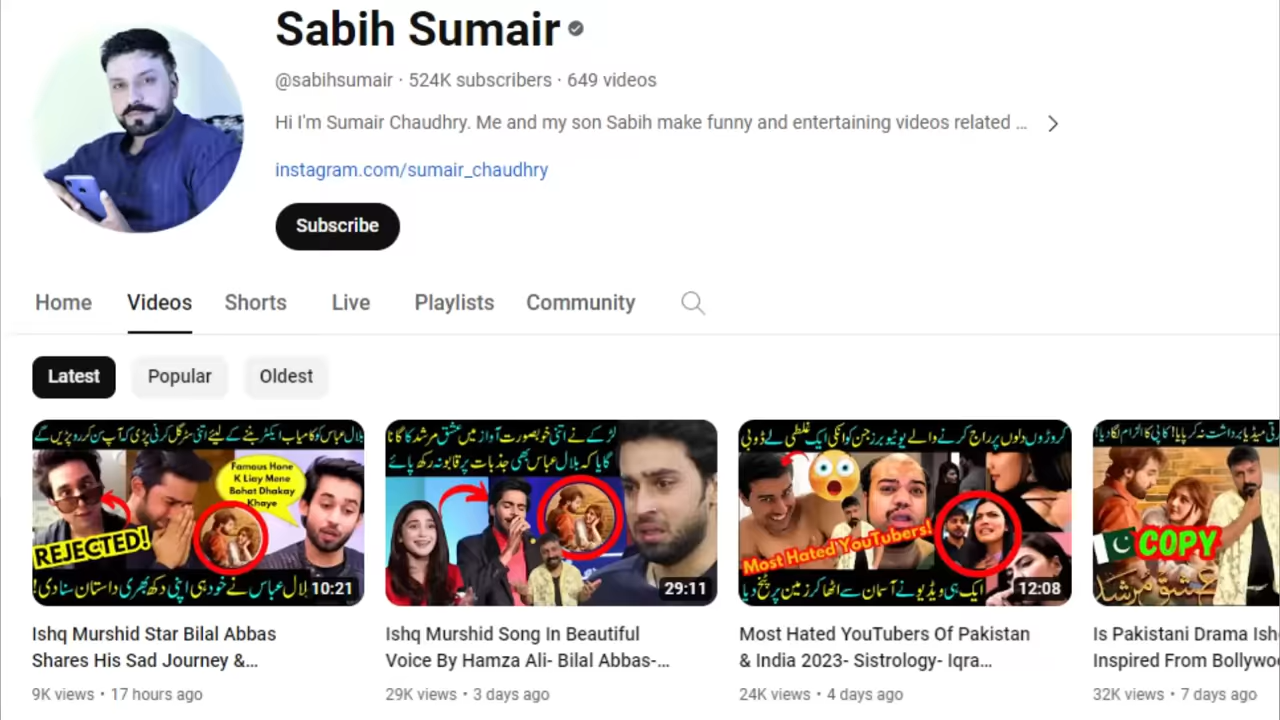 Sabih Sumair
@sabihsumair · 524K subscribers · 649 videos
Hi I'm Sumair Chaudhry. Me and my son Sabih make funny and entertaining videos related ...
instagram.com/sumair_chaudhry
Subscribe
Home Videos Shorts Live Playlists Community
Latest Popular Oldest
بلال عباس کو کامیاب ایکٹر بننے کے لیئے اتنی سٹرگل کرنی پڑی کہ آپ سن کر رو پڑیں گے
Famous Hone
K Liay Mene
Bohat Dhakay
Khaye
REJECTED!
بلال عباس نے خود ہی اپنی دکھ بھری داستان سنا دی!
10:21
لڑکے نے اتنی خوبصورت آواز میں عشق مرشد کا گانا
گایا کہ بلال عباس بھی جذبات پر قابو نہ رکھ پائے
29:11
کروڑوں دلوں پر راج کرنے والے یوٹیوبرز جن کو انکی ایک غلطی لے ڈوبی
Most Hated YouTubers!
ایک ہی ویڈیو نے آسمان سے اٹھا کر زمین پر پٹخ دیا
12:08
میڈیا برداشت نہ کر پایا! کاپی کا الزام لگا دیا!
COPY
عشق مرشد
Ishq Murshid Star Bilal Abbas
Shares His Sad Journey &...
9K views • 17 hours ago
Ishq Murshid Song In Beautiful
Voice By Hamza Ali- Bilal Abbas-...
29K views • 3 days ago
Most Hated YouTubers Of Pakistan
& India 2023- Sistrology- Iqra...
24K views • 4 days ago
Is Pakistani Drama Ish
Inspired From Bollywo
32K views • 7 days ago